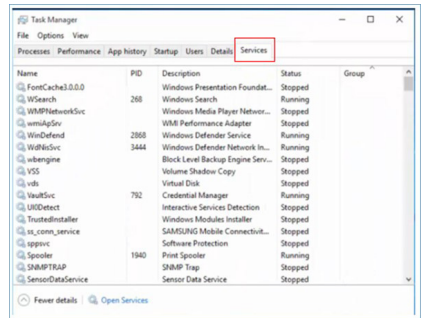 Task Manager
File Options View
Processes Performance App history Startup Users Details Services
Name PID Description Status Group
FontCache3.0.0.0 Windows Presentation Foundat... Stopped
WSearch 268 Windows Search Running
WMPNetworkSvc Windows Media Player Networ... Stopped
wmiApSrv WMI Performance Adapter Stopped
WinDefend 2868 Windows Defender Service Running
WdNisSvc 3444 Windows Defender Network In... Running
wbengine Block Level Backup Engine Serv... Stopped
VSS Volume Shadow Copy Stopped
vds Virtual Disk Stopped
VaultSvc 792 Credential Manager Running
UI0Detect Interactive Services Detection Stopped
TrustedInstaller Windows Modules Installer Stopped
ss_conn_service SAMSUNG Mobile Connectivit... Stopped
sppsvc Software Protection Stopped
Spooler 1940 Print Spooler Running
SNMPTRAP SNMP Trap Stopped
SensorDataService Sensor Data Service Stopped
Fewer details Open Services